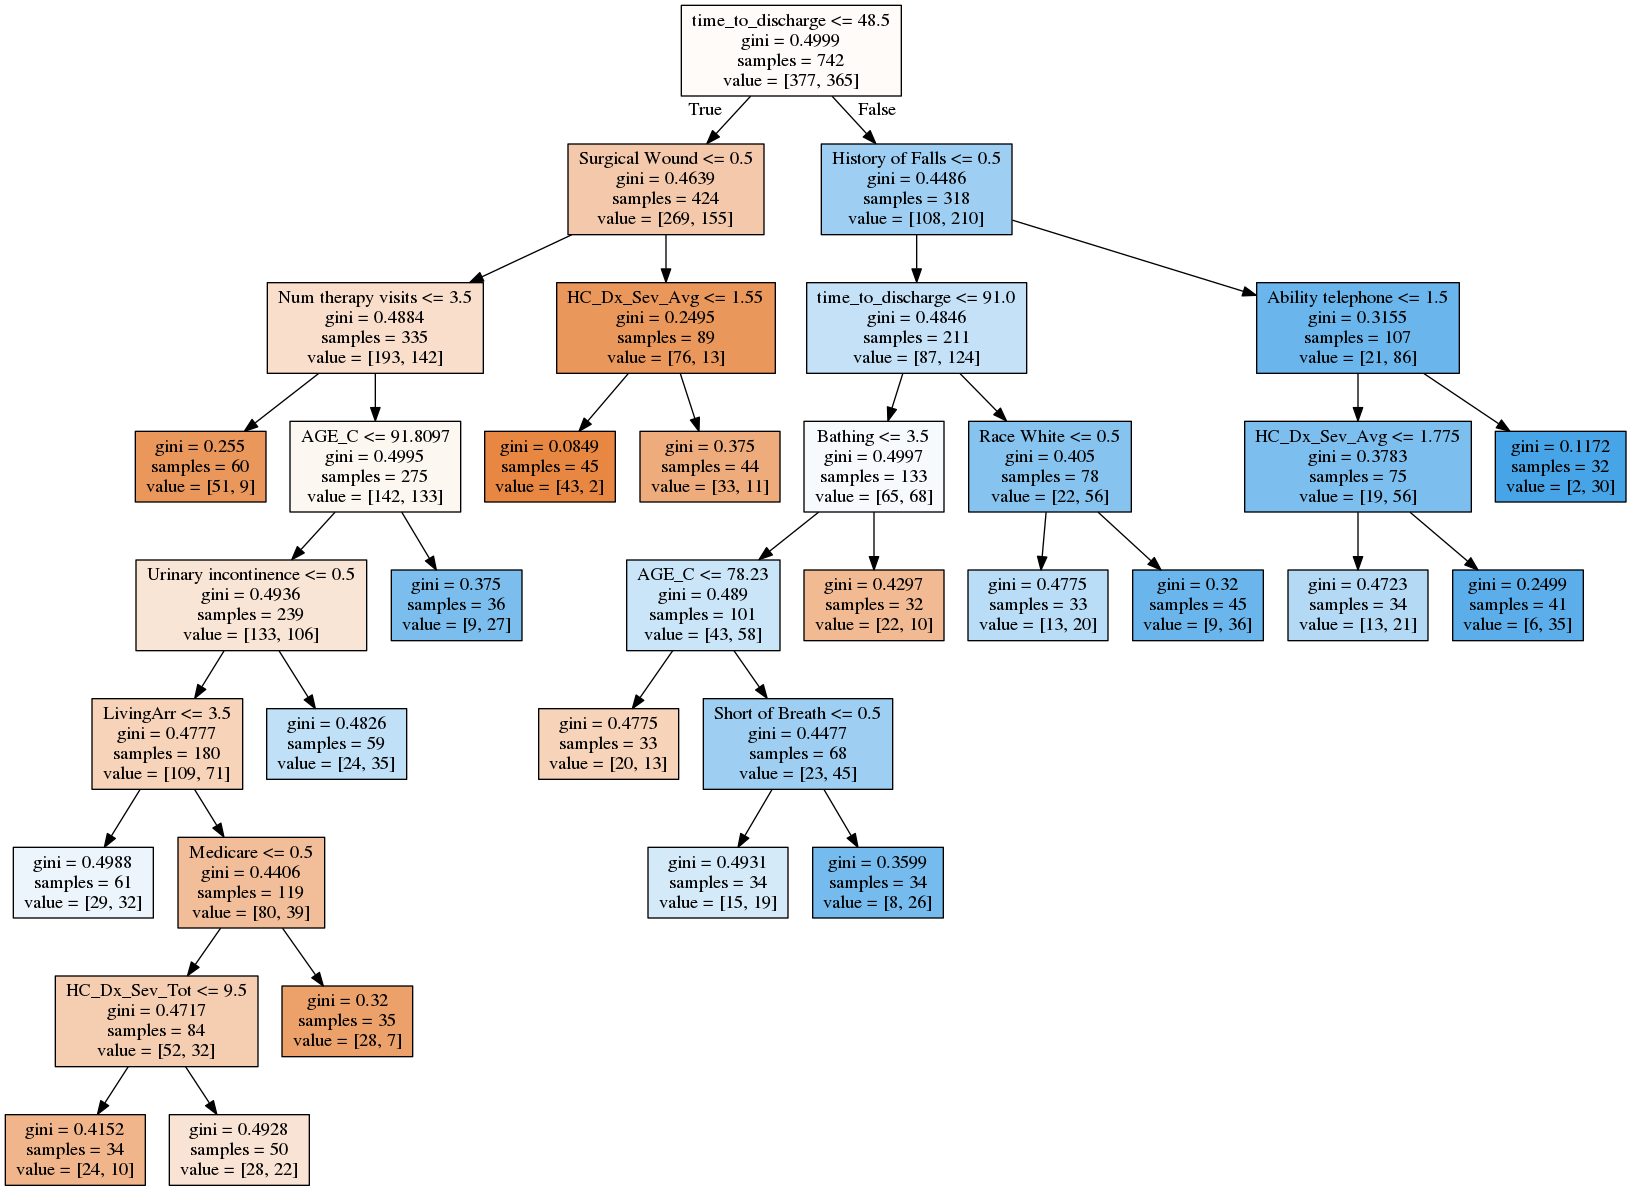 time_to_discharge <= 48.5
gini = 0.4999
samples = 742
value = [377, 365]
True
False
Surgical Wound <= 0.5
gini = 0.4639
samples = 424
value = [269, 155]
History of Falls <= 0.5
gini = 0.4486
samples = 318
value = [108, 210]
Num therapy visits <= 3.5
gini = 0.4884
samples = 335
value = [193, 142]
HC_Dx_Sev_Avg <= 1.55
gini = 0.2495
samples = 89
value = [76, 13]
time_to_discharge <= 91.0
gini = 0.4846
samples = 211
value = [87, 124]
Ability telephone <= 1.5
gini = 0.3155
samples = 107
value = [21, 86]
gini = 0.255
samples = 60
value = [51, 9]
AGE_C <= 91.8097
gini = 0.4995
samples = 275
value = [142, 133]
gini = 0.0849
samples = 45
value = [43, 2]
gini = 0.375
samples = 44
value = [33, 11]
Bathing <= 3.5
gini = 0.4997
samples = 133
value = [65, 68]
Race White <= 0.5
gini = 0.405
samples = 78
value = [22, 56]
HC_Dx_Sev_Avg <= 1.775
gini = 0.3783
samples = 75
value = [19, 56]
gini = 0.1172
samples = 32
value = [2, 30]
Urinary incontinence <= 0.5
gini = 0.4936
samples = 239
value = [133, 106]
gini = 0.375
samples = 36
value = [9, 27]
AGE_C <= 78.23
gini = 0.489
samples = 101
value = [43, 58]
gini = 0.4297
samples = 32
value = [22, 10]
gini = 0.4775
samples = 33
value = [13, 20]
gini = 0.32
samples = 45
value = [9, 36]
gini = 0.4723
samples = 34
value = [13, 21]
gini = 0.2499
samples = 41
value = [6, 35]
LivingArr <= 3.5
gini = 0.4777
samples = 180
value = [109, 71]
gini = 0.4826
samples = 59
value = [24, 35]
gini = 0.4775
samples = 33
value = [20, 13]
Short of Breath <= 0.5
gini = 0.4477
samples = 68
value = [23, 45]
gini = 0.4988
samples = 61
value = [29, 32]
Medicare <= 0.5
gini = 0.4406
samples = 119
value = [80, 39]
gini = 0.4931
samples = 34
value = [15, 19]
gini = 0.3599
samples = 34
value = [8, 26]
HC_Dx_Sev_Tot <= 9.5
gini = 0.4717
samples = 84
value = [52, 32]
gini = 0.32
samples = 35
value = [28, 7]
gini = 0.4152
samples = 34
value = [24, 10]
gini = 0.4928
samples = 50
value = [28, 22]